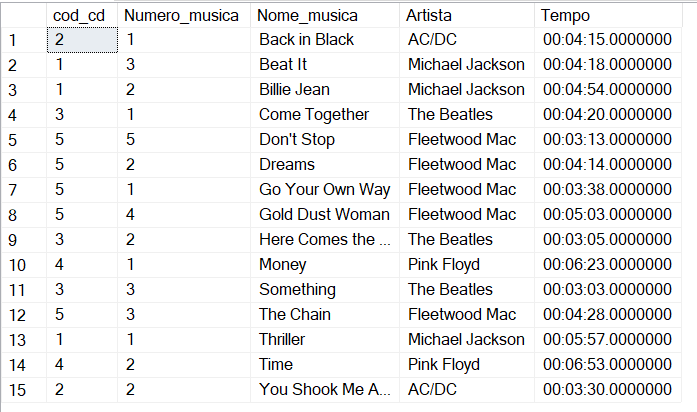 cod_cd Numero_musica Nome_musica Artista Tempo
1 2 1 Back in Black AC/DC 00:04:15.0000000
2 1 3 Beat It Michael Jackson 00:04:18.0000000
3 1 2 Billie Jean Michael Jackson 00:04:54.0000000
4 3 1 Come Together The Beatles 00:04:20.0000000
5 5 5 Don't Stop Fleetwood Mac 00:03:13.0000000
6 5 2 Dreams Fleetwood Mac 00:04:14.0000000
7 5 1 Go Your Own Way Fleetwood Mac 00:03:38.0000000
8 5 4 Gold Dust Woman Fleetwood Mac 00:05:03.0000000
9 3 2 Here Comes the ... The Beatles 00:03:05.0000000
10 4 1 Money Pink Floyd 00:06:23.0000000
11 3 3 Something The Beatles 00:03:03.0000000
12 5 3 The Chain Fleetwood Mac 00:04:28.0000000
13 1 1 Thriller Michael Jackson 00:05:57.0000000
14 4 2 Time Pink Floyd 00:06:53.0000000
15 2 2 You Shook Me A... AC/DC 00:03:30.0000000